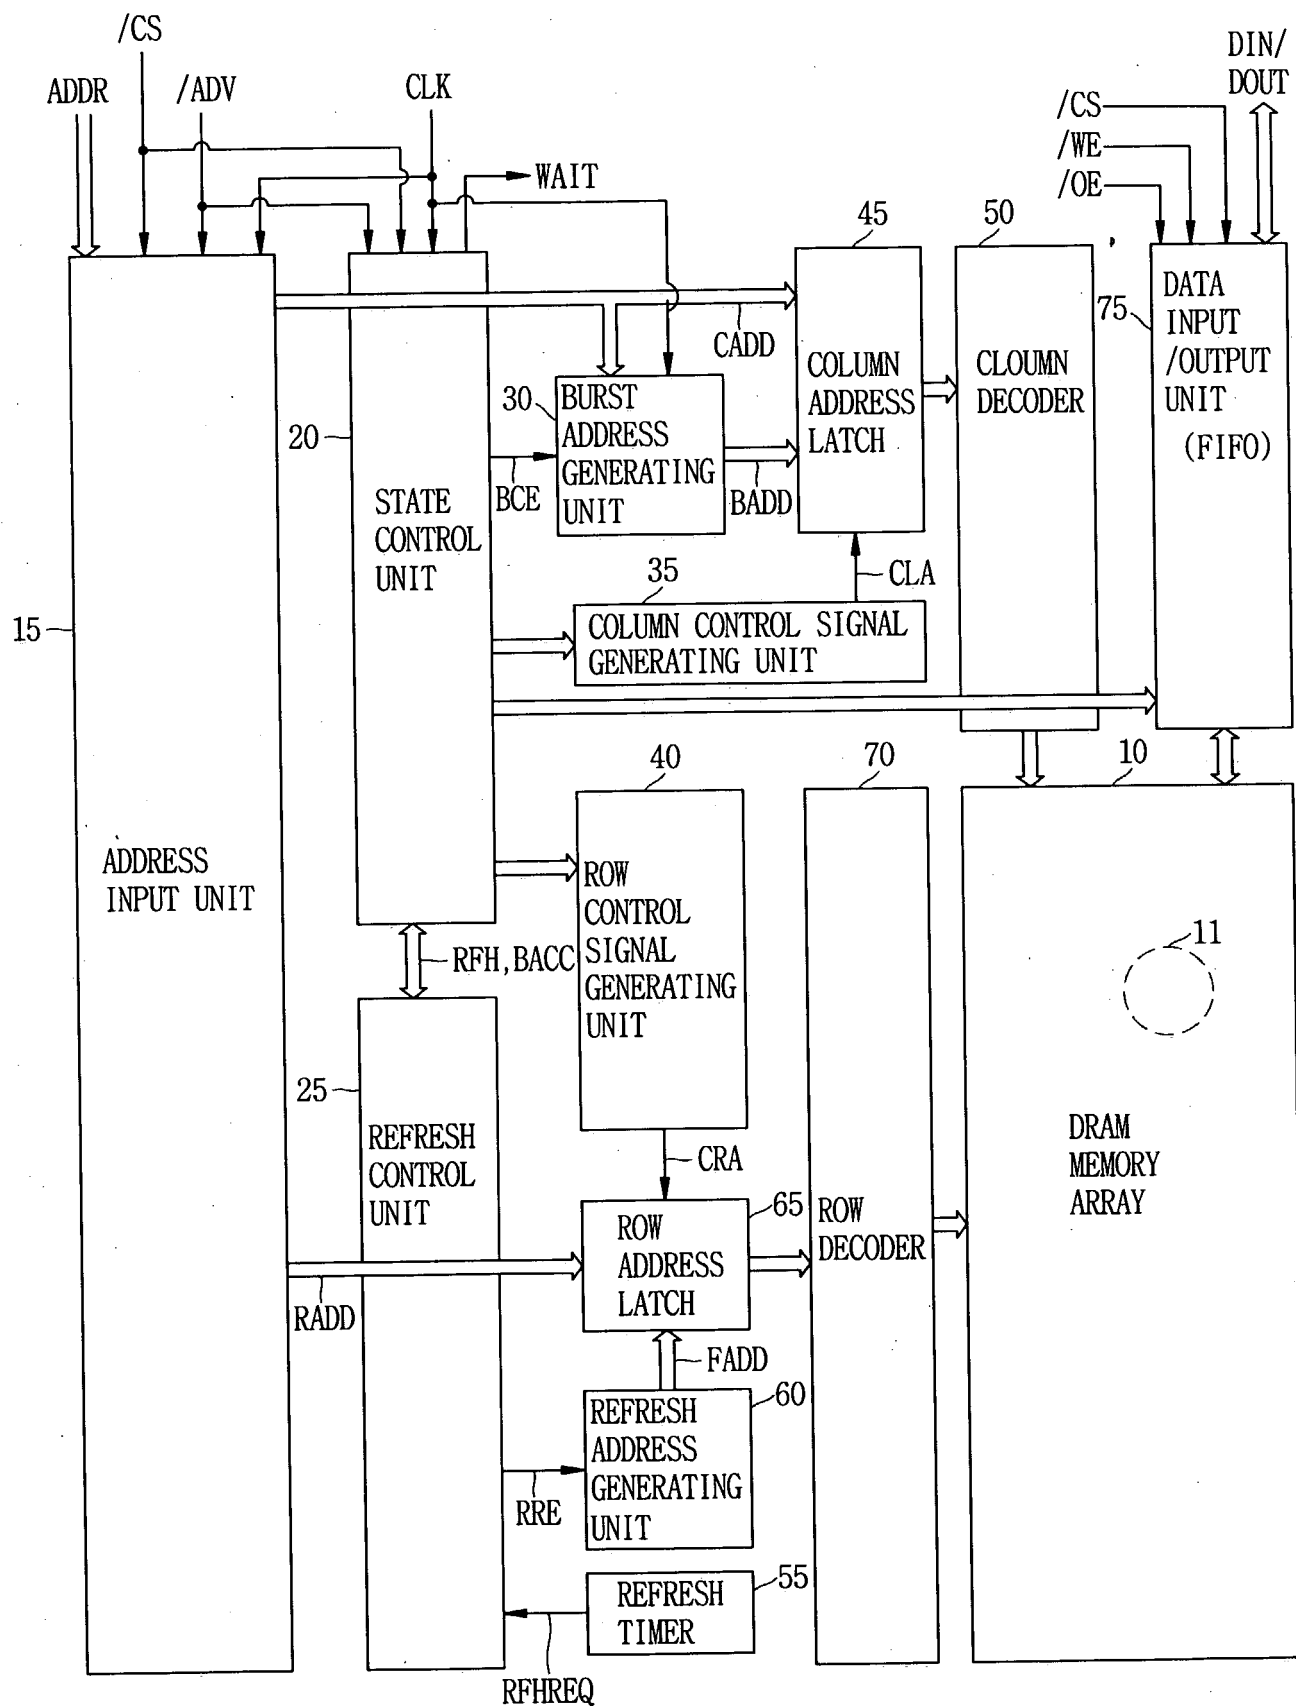 /CS
ADDR
/ADV
CLK
WAIT
DIN/
DOUT
/CS
/WE
/OE
45
50
75
DATA
INPUT
/OUTPUT
UNIT
(FIFO)
CADD
COLUMN
ADDRESS
LATCH
CLOUMN
DECODER
30
BURST
ADDRESS
GENERATING
UNIT
20
BCE
BADD
STATE
CONTROL
UNIT
CLA
35
COLUMN CONTROL SIGNAL
GENERATING UNIT
15
40
70
10
ADDRESS
INPUT UNIT
ROW
CONTROL
SIGNAL
GENERATING
UNIT
RFH,BACC
11
25
REFRESH
CONTROL
UNIT
DRAM
MEMORY
ARRAY
CRA
65
ROW
ADDRESS
LATCH
ROW
DECODER
RADD
FADD
60
REFRESH
ADDRESS
GENERATING
UNIT
RRE
55
REFRESH
TIMER
RFHREQ